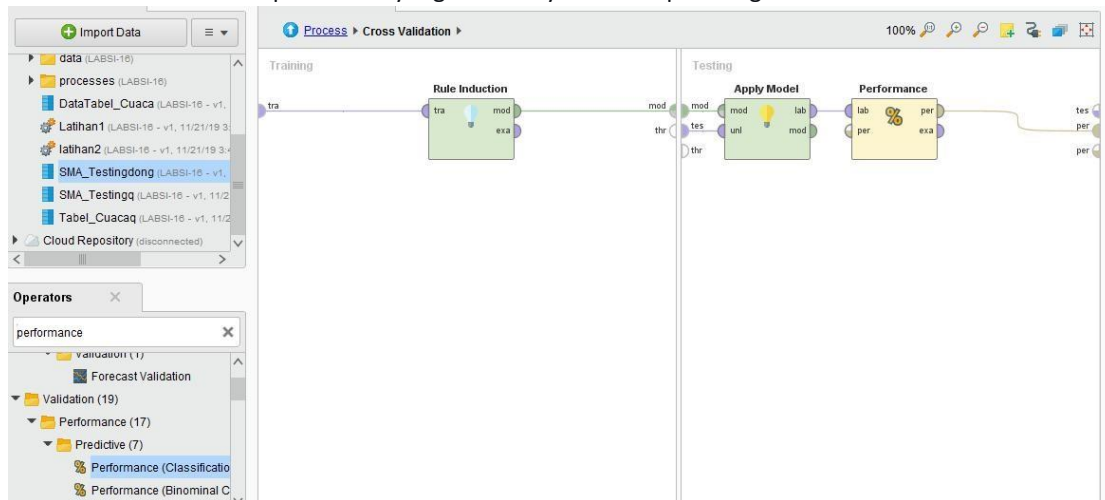 Import Data
data (LABSI-16)
processes (LABSI-16)
DataTabel_Cuaca (LABSI-16 - v1,
Latihan1 (LABSI-16 - v1, 11/21/19 3:
latihan2 (LABSI-16 - v1, 11/21/19 3:4
SMA_Testingdong (LABSI-16 - v1,
SMA_Testingq (LABSI-16 - v1, 11/2
Tabel_Cuacaq (LABSI-16 - v1, 11/2
Cloud Repository (disconnected)
Operators
performance
Validation (1)
Forecast Validation
Validation (19)
Performance (17)
Predictive (7)
Performance (Classificatio
Performance (Binominal C
Process Cross Validation
100%
Training
Rule Induction
tra
tra mod
exa
mod
thr
Testing
Apply Model
mod
tes
thr
mod lab
unl mod
Performance
lab per
per exa
tes
per
per